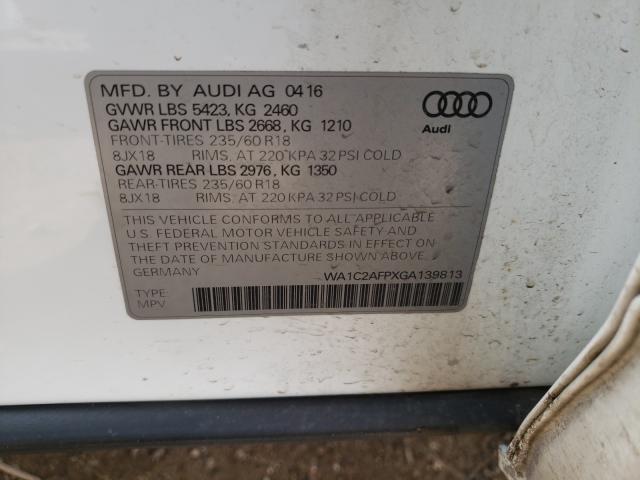 MFD. BY AUDI AG 04 16
GVWR LBS 5423, KG 2460
GAWR FRONT LBS 2668, KG 1210
FRONT-TIRES 235/60 R18
8JX18 RIMS, AT 220 KPA 32 PSI COLD
GAWR REAR LBS 2976, KG 1350
REAR-TIRES 235/60 R18
8JX18 RIMS, AT 220 KPA 32 PSI COLD
Audi
THIS VEHICLE CONFORMS TO ALL APPLICABLE
U.S. FEDERAL MOTOR VEHICLE SAFETY AND
THEFT PREVENTION STANDARDS IN EFFECT ON
THE DATE OF MANUFACTURE SHOWN ABOVE.
GERMANY WA1C2AFPXGA139813
TYPE:
MPV